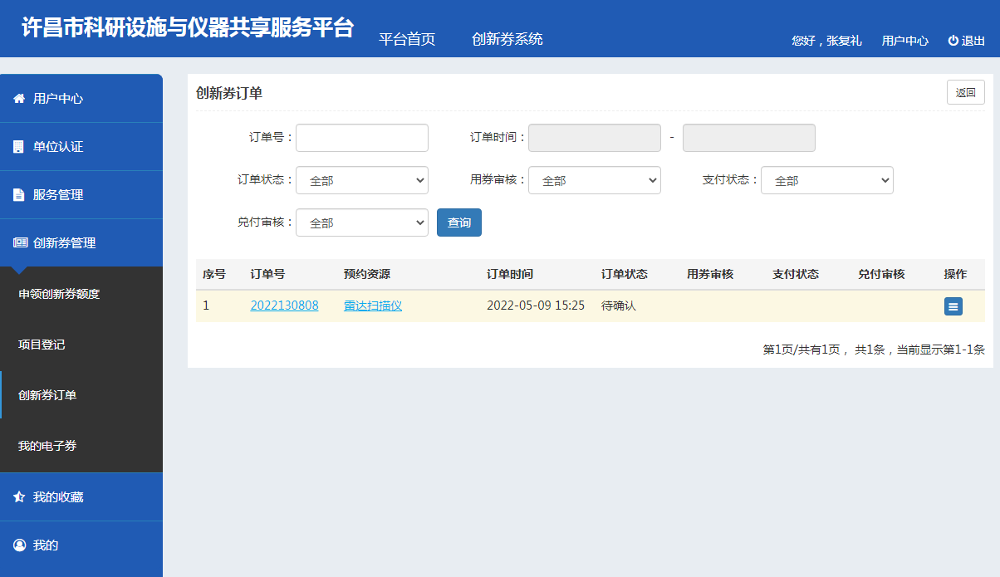 许昌市科研设施与仪器共享服务平台
平台首页
创新券系统
您好，张复礼
用户中心
退出
用户中心
单位认证
服务管理
创新券管理
申领创新券额度
项目登记
创新券订单
我的电子券
我的收藏
我的
创新券订单
返回
订单号：
订单时间：
-
订单状态： 全部
用券审核： 全部
支付状态： 全部
兑付审核： 全部
查询
序号 订单号 预约资源 订单时间 订单状态 用券审核 支付状态 兑付审核 操作
1 2022130808 雷达扫描仪 2022-05-09 15:25 待确认
第1页/共有1页， 共1条，当前显示第1-1条